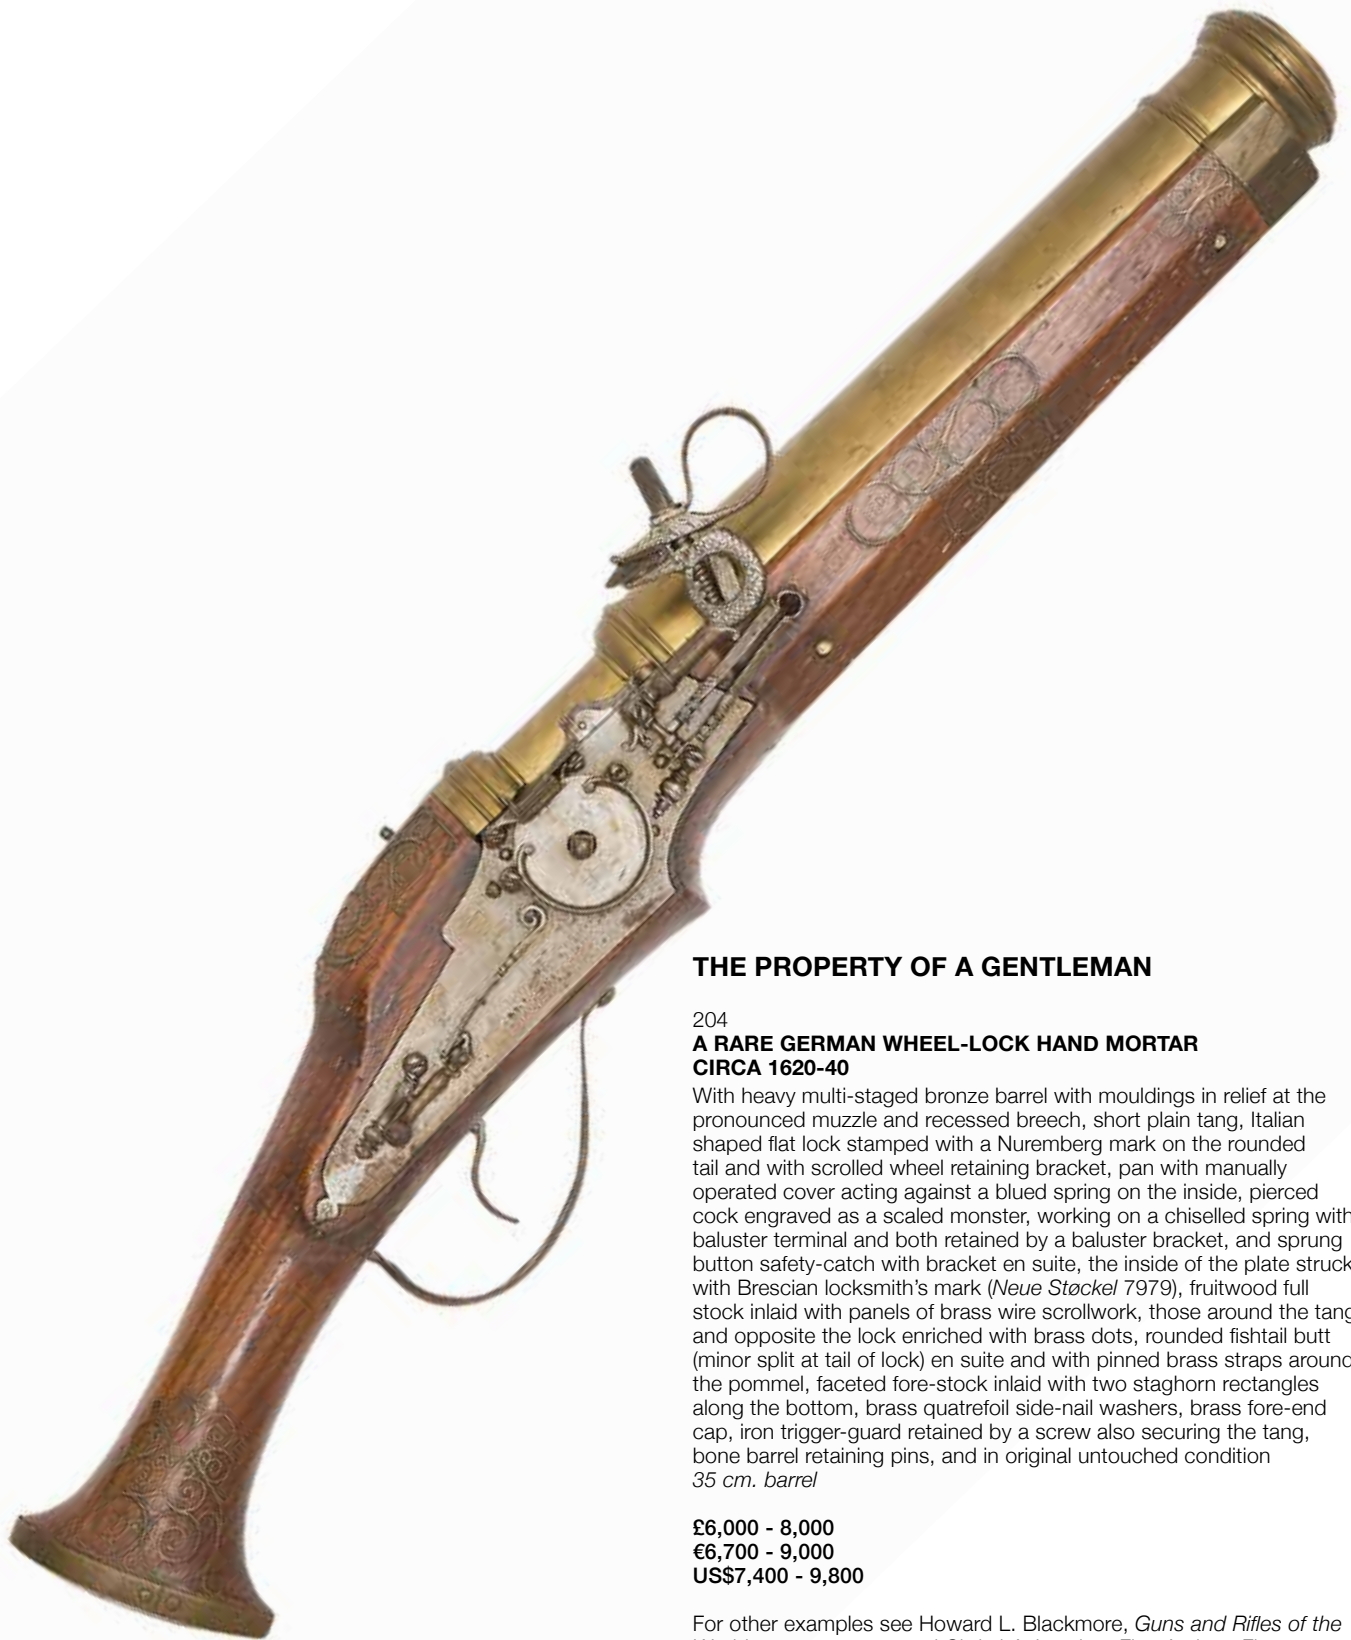 THE PROPERTY OF A GENTLEMAN
204
A RARE GERMAN WHEEL-LOCK HAND MORTAR
CIRCA 1620-40
With heavy multi-staged bronze barrel with mouldings in relief at the
pronounced muzzle and recessed breech, short plain tang, Italian
shaped flat lock stamped with a Nuremberg mark on the rounded
tail and with scrolled wheel retaining bracket, pan with manually
operated cover acting against a blued spring on the inside, pierced
cock engraved as a scaled monster, working on a chiselled spring with
baluster terminal and both retained by a baluster bracket, and sprung
button safety-catch with bracket en suite, the inside of the plate struck
with Brescian locksmith's mark (Neue Støckel 7979), fruitwood full
stock inlaid with panels of brass wire scrollwork, those around the tang
and opposite the lock enriched with brass dots, rounded fishtail butt
(minor split at tail of lock) en suite and with pinned brass straps around
the pommel, faceted fore-stock inlaid with two staghorn rectangles
along the bottom, brass quatrefoil side-nail washers, brass fore-end
cap, iron trigger-guard retained by a screw also securing the tang,
bone barrel retaining pins, and in original untouched condition
35 cm. barrel
£6,000 - 8,000
€6,700 - 9,000
US$7,400 - 9,800
For other examples see Howard L. Blackmore, Guns and Rifles of the